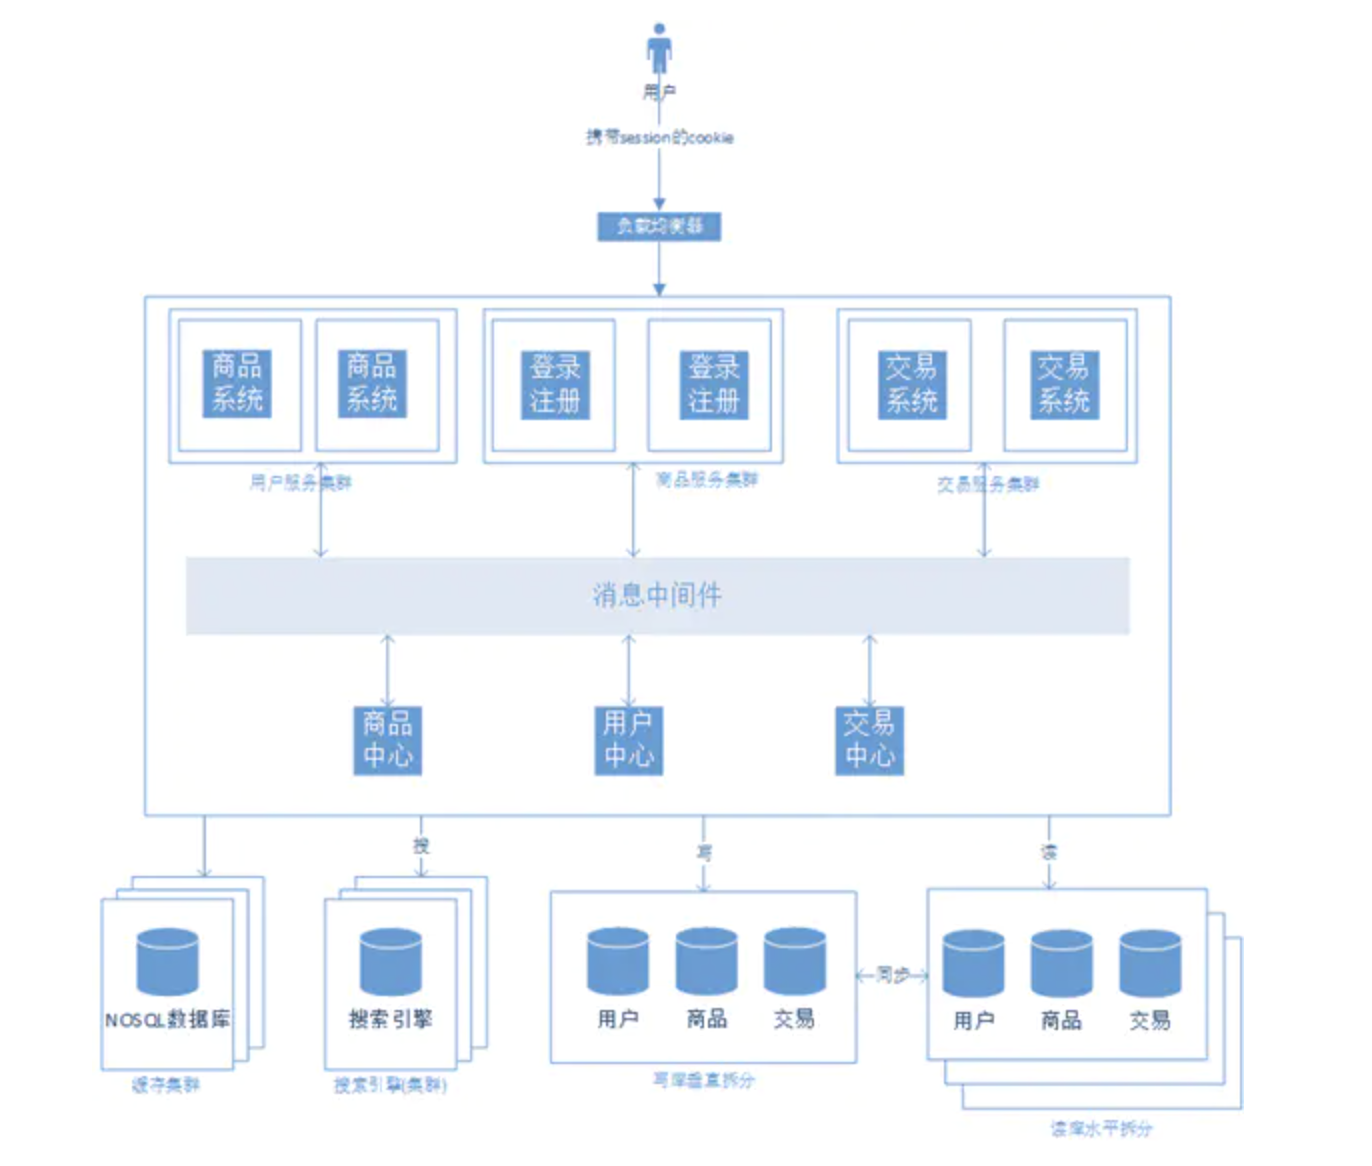 用户
携带session的cookie
负载均衡器
商品
系统
商品
系统
登录
注册
登录
注册
交易
系统
交易
系统
用户服务集群
商品服务集群
交易服务集群
消息中间件
商品
中心
用户
中心
交易
中心
搜
写
读
NOSQL数据库
搜索引擎
用户
商品
交易
同步
用户
商品
交易
缓存集群
搜索引擎(集群)
写库垂直拆分
读库水平拆分